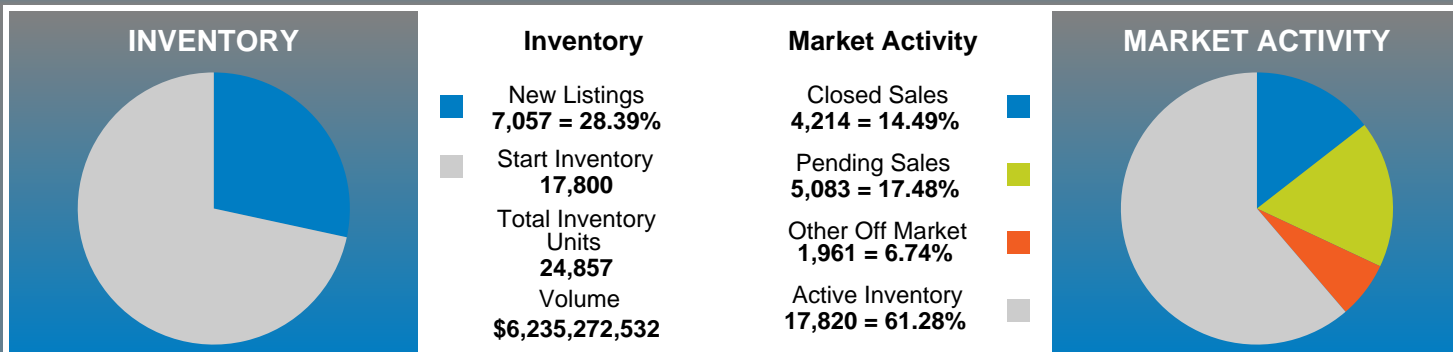 INVENTORY
Inventory
New Listings
7,057 = 28.39%
Start Inventory
17,800
Total Inventory
Units
24,857
Volume
$6,235,272,532
Market Activity
Closed Sales
4,214 = 14.49%
Pending Sales
5,083 = 17.48%
Other Off Market
1,961 = 6.74%
Active Inventory
17,820 = 61.28%
MARKET ACTIVITY